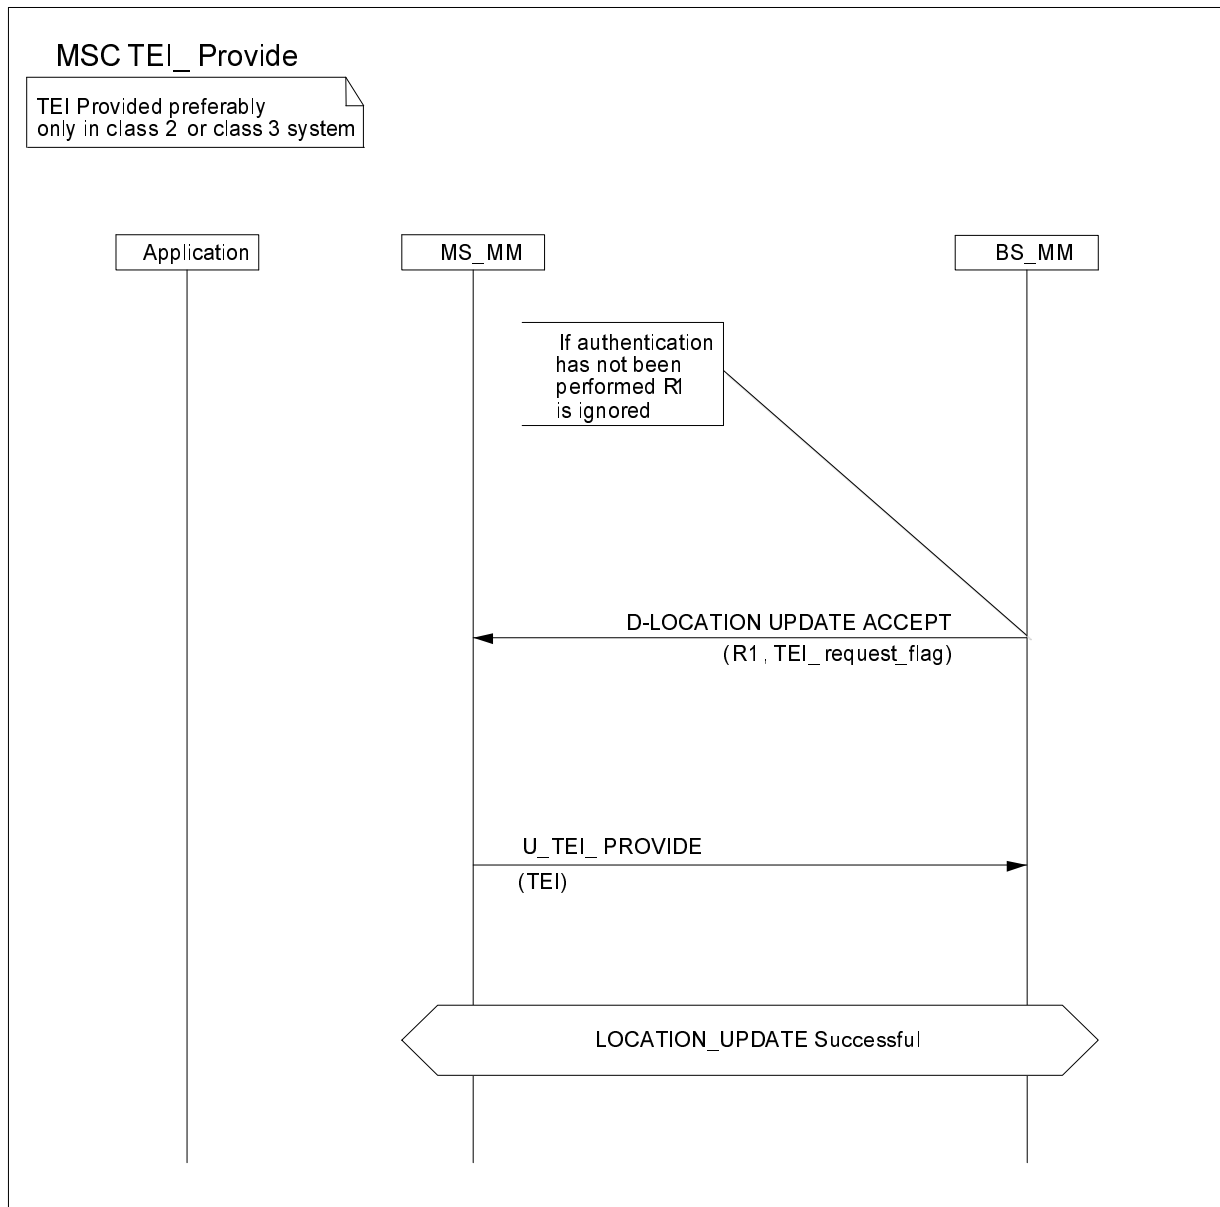 MSC TEI_ Provide
TEI Provided preferably
only in class 2 or class 3 system
Application
MS_MM
BS_MM
If authentication
has not been
performed R1
is ignored
D-LOCATION UPDATE ACCEPT
(R1, TEI_ request_flag)
U_TEI_ PROVIDE
(TEI)
LOCATION_UPDATE Successful